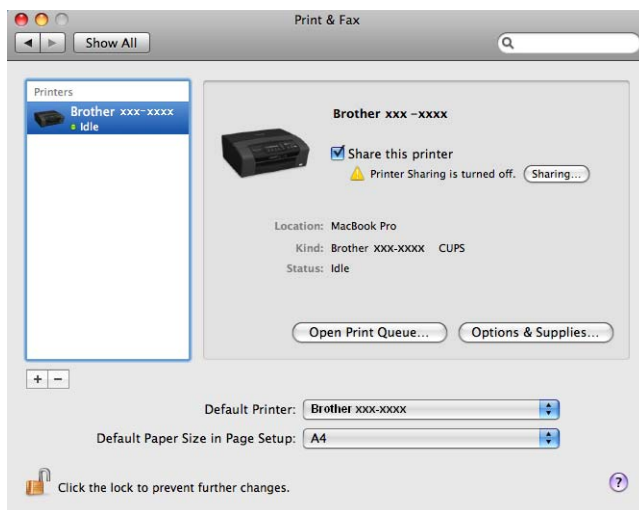 Print & Fax
Show All
Printers
Brother xxx-xxxx
Idle
Brother xxx –xxxx
Share this printer
Printer Sharing is turned off. Sharing...
Location: MacBook Pro
Kind: Brother XXX-XXXX CUPS
Status: Idle
Open Print Queue... Options & Supplies...
+ −
Default Printer: Brother xxx-xxxx
Default Paper Size in Page Setup: A4
Click the lock to prevent further changes. ?